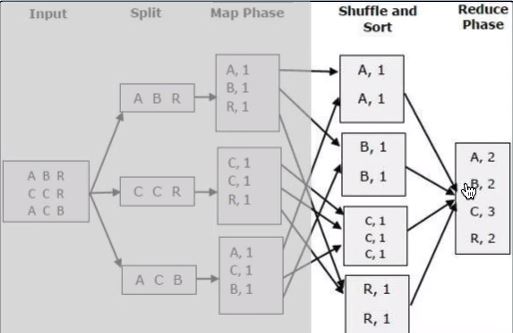 Input
Split
Map Phase
Shuffle and
Sort
Reduce
Phase
A B R
C C R
A C B
A B R
C C R
A C B
A, 1
B, 1
R, 1
C, 1
C, 1
R, 1
A, 1
C, 1
B, 1
A, 1
A, 1
B, 1
B, 1
C, 1
C, 1
C, 1
R, 1
R, 1
A, 2
B, 2
C, 3
R, 2